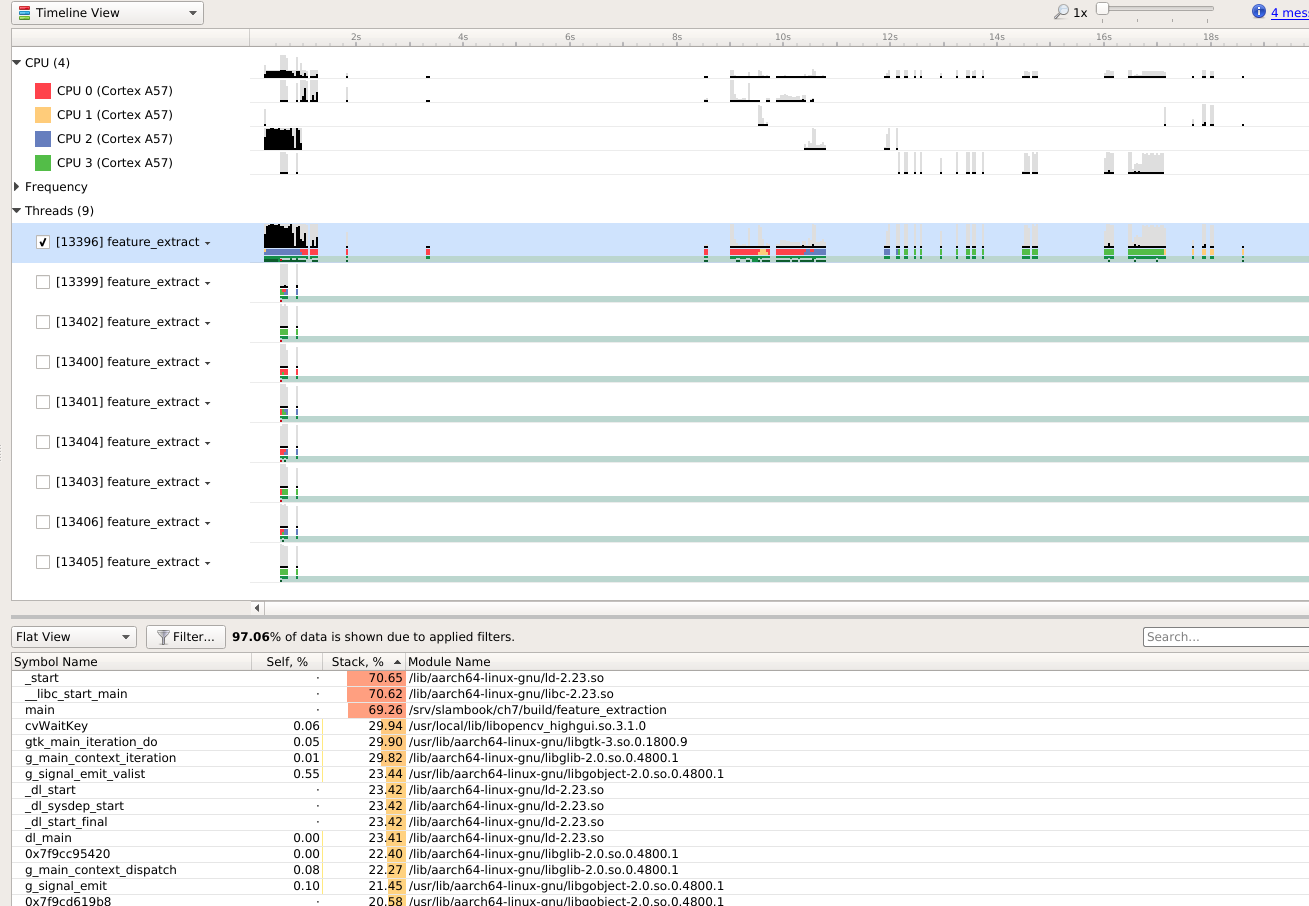 Timeline View 1x 4 mes
2s 4s 6s 8s 10s 12s 14s 16s 18s
CPU (4)
CPU 0 (Cortex A57)
CPU 1 (Cortex A57)
CPU 2 (Cortex A57)
CPU 3 (Cortex A57)
Frequency
Threads (9)
[13396] feature_extract
[13399] feature_extract
[13402] feature_extract
[13400] feature_extract
[13401] feature_extract
[13404] feature_extract
[13403] feature_extract
[13406] feature_extract
[13405] feature_extract
Flat View Filter... 97.06% of data is shown due to applied filters. Search...
Symbol Name Self, % Stack, % Module Name
_start · 70.65 /lib/aarch64-linux-gnu/ld-2.23.so
__libc_start_main · 70.62 /lib/aarch64-linux-gnu/libc-2.23.so
main · 69.26 /srv/slambook/ch7/build/feature_extraction
cvWaitKey 0.06 29.94 /usr/local/lib/libopencv_highgui.so.3.1.0
gtk_main_iteration_do 0.05 29.90 /usr/lib/aarch64-linux-gnu/libgtk-3.so.0.1800.9
g_main_context_iteration 0.01 29.82 /lib/aarch64-linux-gnu/libglib-2.0.so.0.4800.1
g_signal_emit_valist 0.55 23.44 /usr/lib/aarch64-linux-gnu/libgobject-2.0.so.0.4800.1
_dl_start · 23.42 /lib/aarch64-linux-gnu/ld-2.23.so
_dl_sysdep_start · 23.42 /lib/aarch64-linux-gnu/ld-2.23.so
_dl_start_final · 23.42 /lib/aarch64-linux-gnu/ld-2.23.so
dl_main 0.00 23.41 /lib/aarch64-linux-gnu/ld-2.23.so
0x7f9cc95420 0.00 22.40 /lib/aarch64-linux-gnu/libglib-2.0.so.0.4800.1
g_main_context_dispatch 0.08 22.27 /lib/aarch64-linux-gnu/libglib-2.0.so.0.4800.1
g_signal_emit 0.10 21.45 /usr/lib/aarch64-linux-gnu/libgobject-2.0.so.0.4800.1
0x7f9cd619b8 · 20.58 /usr/lib/aarch64-linux-gnu/libgobject-2.0.so.0.4800.1